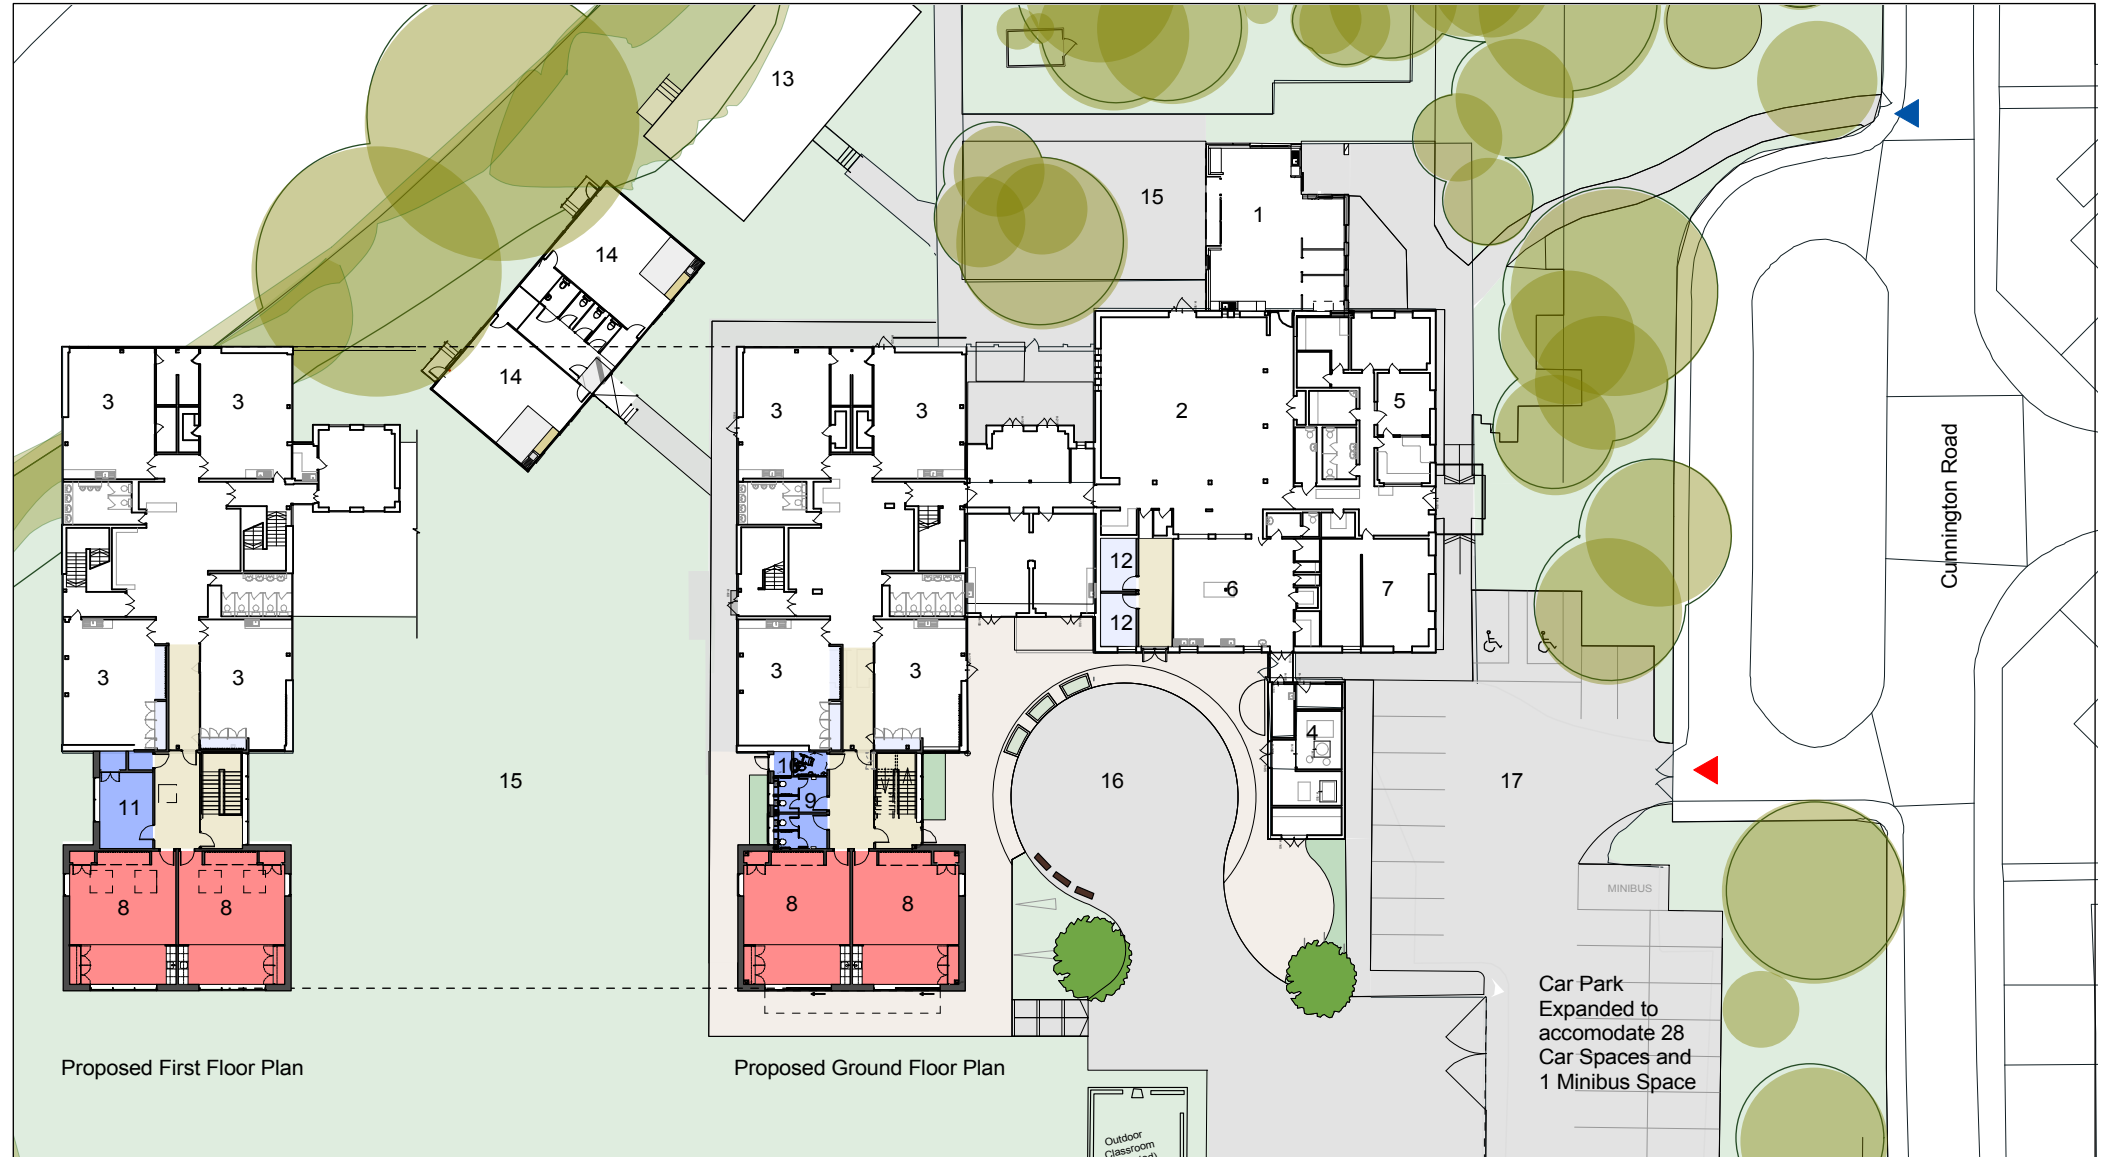 13
15
1
14
14
3
3
3
3
2
5
Cunnington Road
12
12
6
7
3
3
3
3
4
11
10
9
15
16
17
8
8
8
8
MINIBUS
Car Park
Expanded to
accomodate 28
Car Spaces and
1 Minibus Space
Proposed First Floor Plan
Proposed Ground Floor Plan
Outdoor
Classroom